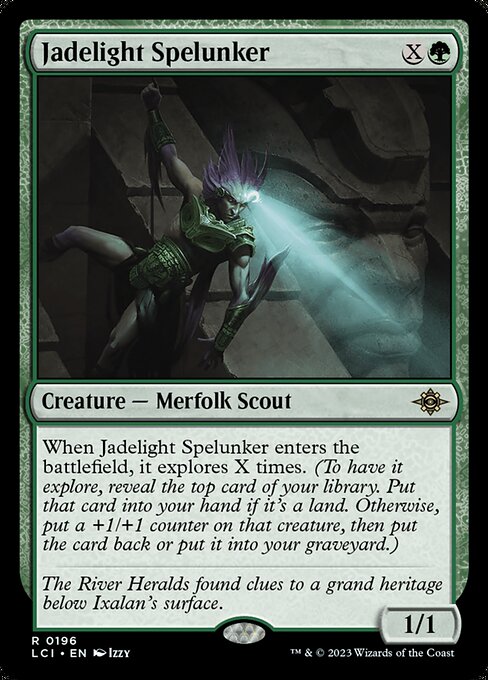 Jadelight Spelunker X
Creature — Merfolk Scout
When Jadelight Spelunker enters the
battlefield, it explores X times. (To have it
explore, reveal the top card of your library. Put
that card into your hand if it's a land. Otherwise,
put a +1/+1 counter on that creature, then put
the card back or put it into your graveyard.)
The River Heralds found clues to a grand heritage
below Ixalan's surface.
1/1
R 0196
LCI • EN Izzy
™ & © 2023 Wizards of the Coast